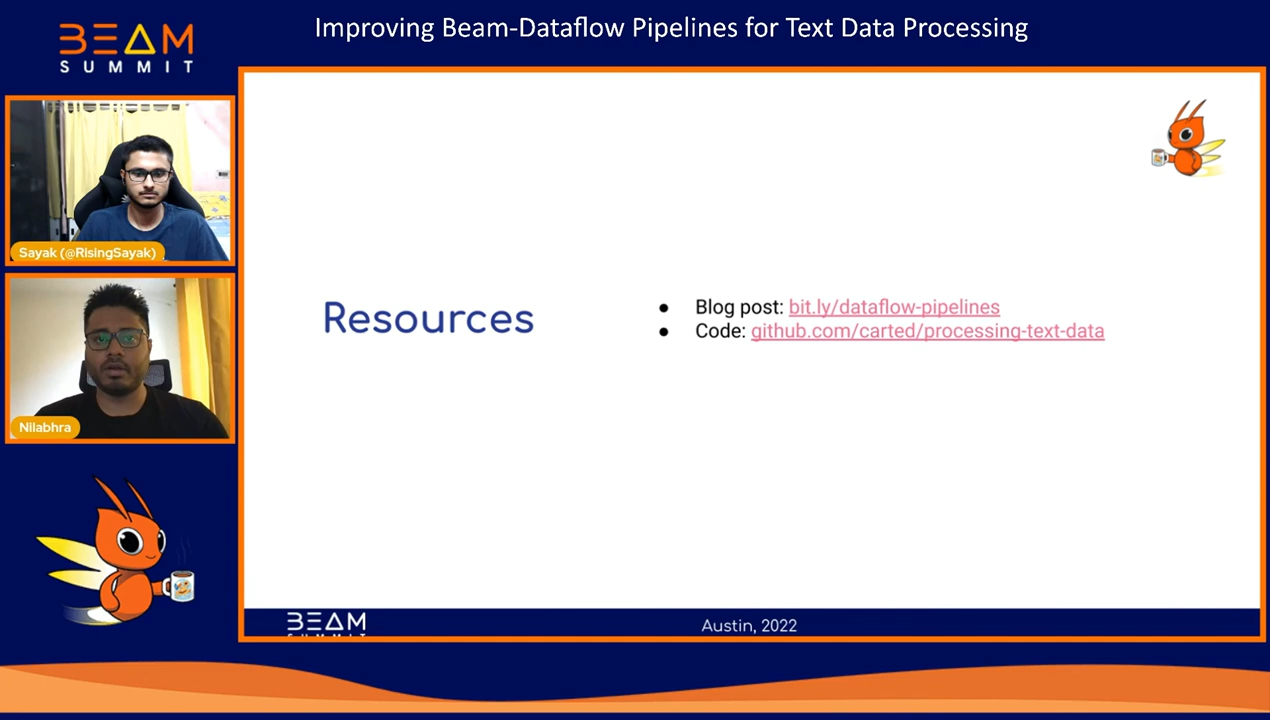 Improving Beam-Dataflow Pipelines for Text Data Processing
BEAM
SUMMIT
Sayak (@RisingSayak)
Nilabhra
Resources
● Blog post: bit.ly/dataflow-pipelines
● Code: github.com/carted/processing-text-data
BEAM
Austin, 2022